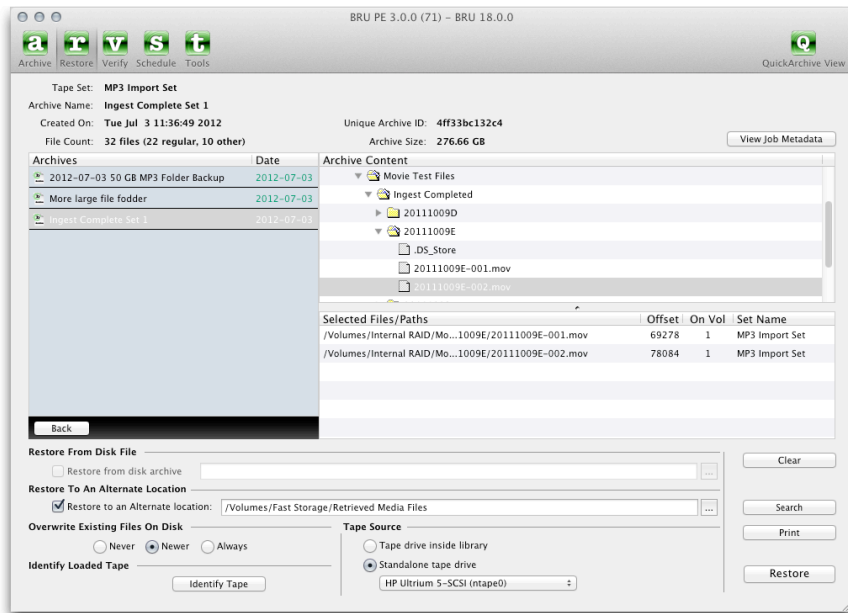 BRU PE 3.0.0 (71) – BRU 18.0.0
a r v s t Q
Archive Restore Verify Schedule Tools QuickArchive View
Tape Set: MP3 Import Set
Archive Name: Ingest Complete Set 1
Created On: Tue Jul 3 11:36:49 2012 Unique Archive ID: 4ff33bc132c4
File Count: 32 files (22 regular, 10 other) Archive Size: 276.66 GB View Job Metadata
Archives Date Archive Content
2012-07-03 50 GB MP3 Folder Backup 2012-07-03
More large file fodder 2012-07-03
Ingest Complete Set 1 2012-07-03
Movie Test Files
Ingest Completed
20111009D
20111009E
.DS_Store
20111009E-001.mov
20111009E-002.mov
Selected Files/Paths Offset On Vol Set Name
/Volumes/Internal RAID/Mo...1009E/20111009E-001.mov 69278 1 MP3 Import Set
/Volumes/Internal RAID/Mo...1009E/20111009E-002.mov 78084 1 MP3 Import Set
Back
Restore From Disk File
Restore from disk archive ...
Restore To An Alternate Location
Restore to an Alternate location: /Volumes/Fast Storage/Retrieved Media Files ...
Overwrite Existing Files On Disk
Never Newer Always
Identify Loaded Tape
Identify Tape
Tape Source
Tape drive inside library
Standalone tape drive
HP Ultrium 5-SCSI (ntape0)
Clear
Search
Print
Restore